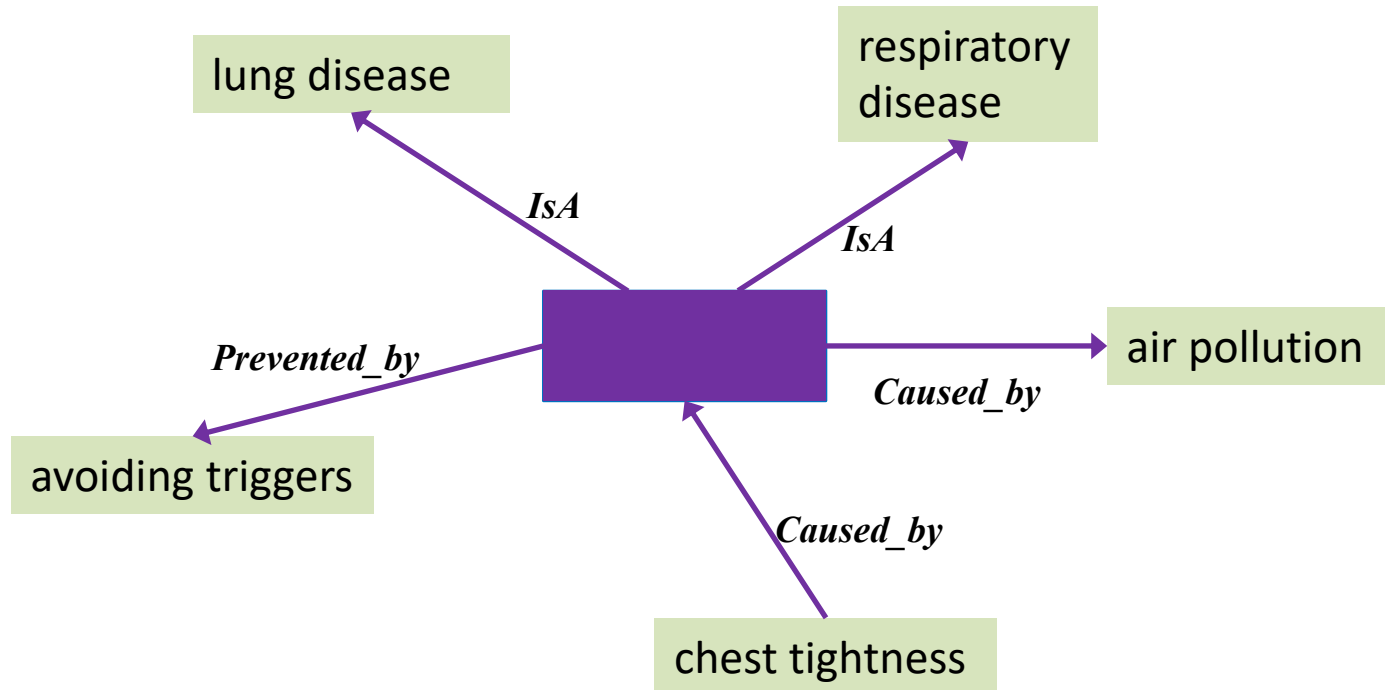 lung disease
respiratory
disease
IsA
IsA
Prevented_by
air pollution
Caused_by
avoiding triggers
Caused_by
chest tightness